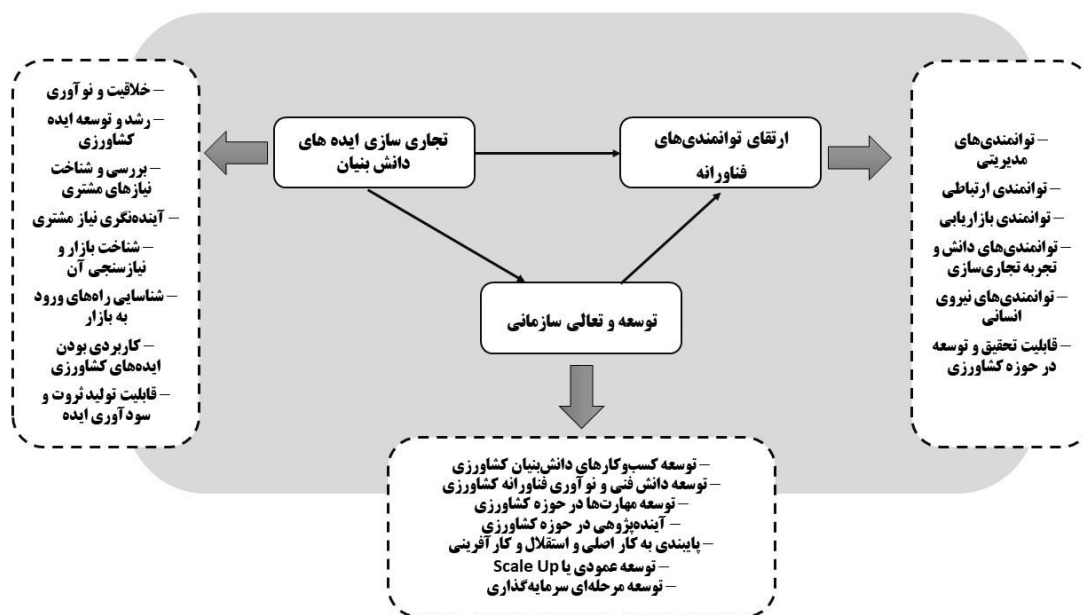 – خلاقیت و نوآوری
– رشد و توسعه ایده
کشاورزی
– بررسی و شناخت
نیازهای مشتری
– آینده‌نگری نیاز مشتری
– شناخت بازار و
نیازسنجی آن
– شناسایی راه‌های ورود
به بازار
– کاربردی بودن
ایده‌های کشاورزی
– قابلیت تولید ثروت و
سودآوری ایده
تجاری سازی ایده های
دانش بنیان
ارتقای توانمندی‌های
فناورانه
توسعه و تعالی سازمانی
– توانمندی‌های
مدیریتی
– توانمندی ارتباطی
– توانمندی بازاریابی
– توانمندی‌های دانش و
تجربه تجاری‌سازی
– توانمندی‌های نیروی
انسانی
– قابلیت تحقیق و توسعه
در حوزه کشاورزی
– توسعه کسب‌وکارهای دانش‌بنیان کشاورزی
– توسعه دانش فنی و نوآوری فناورانه کشاورزی
– توسعه مهارت‌ها در حوزه کشاورزی
– آینده‌پژوهی در حوزه کشاورزی
– پایبندی به کار اصلی و استقلال و کارآفرینی
– توسعه عمودی یا Scale Up
– توسعه مرحله‌ای سرمایه‌گذاری